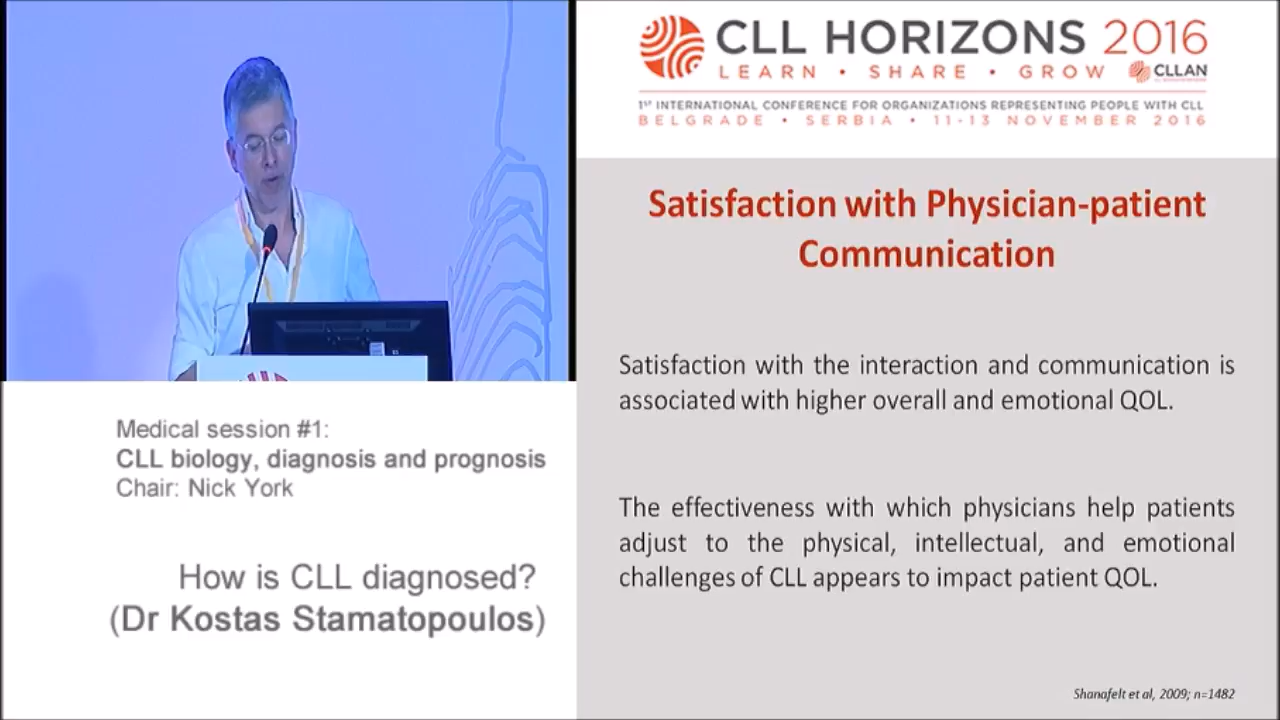 CLL HORIZONS 2016
LEARN • SHARE • GROW
CLLAN
1ST INTERNATIONAL CONFERENCE FOR ORGANIZATIONS REPRESENTING PEOPLE WITH CLL
BELGRADE • SERBIA • 11-13 NOVEMBER 2016
Satisfaction with Physician-patient
Communication
Satisfaction with the interaction and communication is
associated with higher overall and emotional QOL.
The effectiveness with which physicians help patients
adjust to the physical, intellectual, and emotional
challenges of CLL appears to impact patient QOL.
Shanafelt et al, 2009; n=1482
Medical session #1:
CLL biology, diagnosis and prognosis
Chair: Nick York
How is CLL diagnosed?
(Dr Kostas Stamatopoulos)